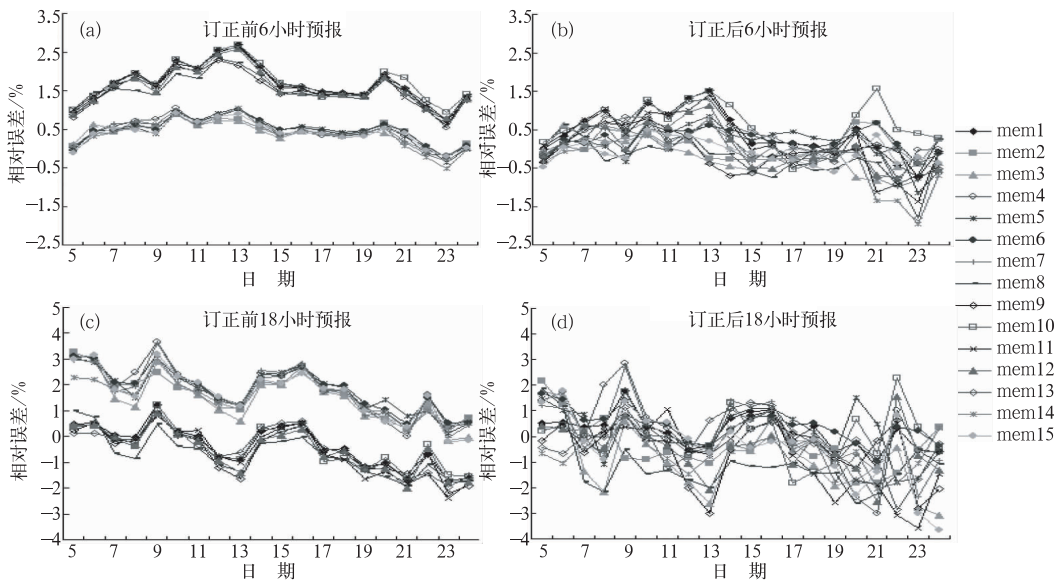 (a) 订正前6小时预报
3.5
2.5
1.5
0.5
−0.5
−1.5
−2.5
相对误差/%
5 7 9 11 13 15 17 19 21 23
日 期
(b) 订正后6小时预报
3.5
2.5
1.5
0.5
−0.5
−1.5
−2.5
相对误差/%
5 7 9 11 13 15 17 19 21 23
日 期
(c) 订正前18小时预报
5
4
3
2
1
0
−1
−2
−3
−4
相对误差/%
5 7 9 11 13 15 17 19 21 23
日 期
(d) 订正后18小时预报
5
4
3
2
1
0
−1
−2
−3
−4
相对误差/%
5 7 9 11 13 15 17 19 21 23
日 期
mem1
mem2
mem3
mem4
mem5
mem6
mem7
mem8
mem9
mem10
mem11
mem12
mem13
mem14
mem15